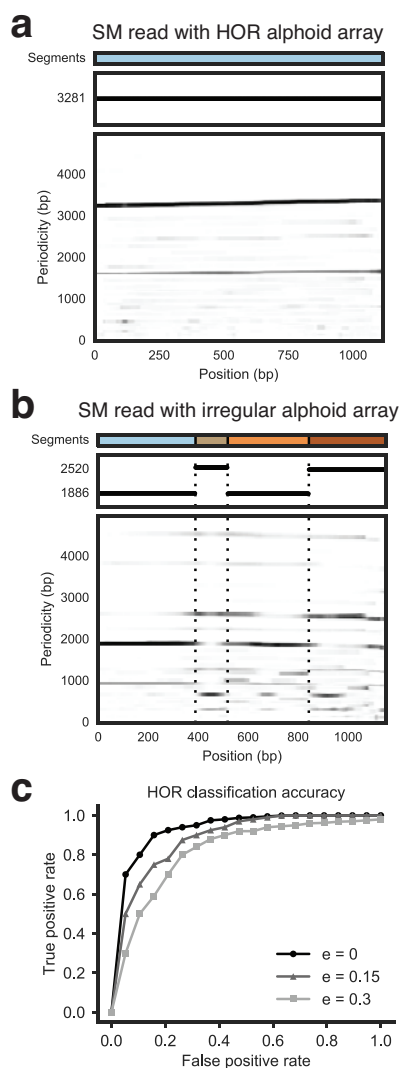 a
SM read with HOR alphoid array
Segments
3281
4000
3000
2000
1000
0
Periodicity (bp)
0 250 500 750 1000
Position (bp)
b
SM read with irregular alphoid array
Segments
2520
1886
4000
3000
2000
1000
0
Periodicity (bp)
0 200 400 600 800 1000
Position (bp)
c
HOR classification accuracy
1.0
0.8
0.6
0.4
0.2
0.0
True positive rate
e = 0
e = 0.15
e = 0.3
0.0 0.2 0.4 0.6 0.8 1.0
False positive rate